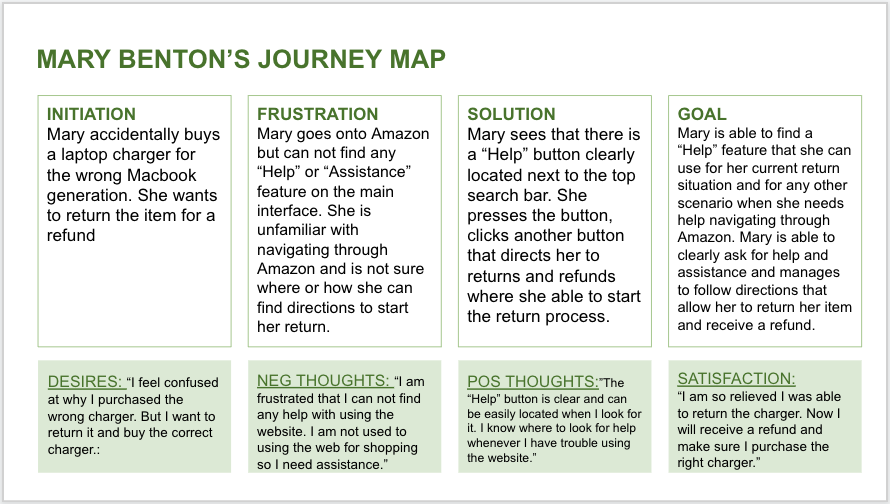 MARY BENTON’S JOURNEY MAP
INITIATION
Mary accidentally buys
a laptop charger for
the wrong Macbook
generation. She wants
to return the item for a
refund
FRUSTRATION
Mary goes onto Amazon
but can not find any
“Help” or “Assistance”
feature on the main
interface. She is
unfamiliar with
navigating through
Amazon and is not sure
where or how she can
find directions to start
her return.
SOLUTION
Mary sees that there is
a “Help” button clearly
located next to the top
search bar. She
presses the button,
clicks another button
that directs her to
returns and refunds
where she able to start
the return process.
GOAL
Mary is able to find a
“Help” feature that she can
use for her current return
situation and for any other
scenario when she needs
help navigating through
Amazon. Mary is able to
clearly ask for help and
assistance and manages
to follow directions that
allow her to return her item
and receive a refund.
DESIRES: “I feel confused
at why I purchased the
wrong charger. But I want to
return it and buy the correct
charger.:
NEG THOUGHTS: “I am
frustrated that I can not find
any help with using the
website. I am not used to
using the web for shopping
so I need assistance.”
POS THOUGHTS:”The
“Help” button is clear and can
be easily located when I look for
it. I know where to look for help
whenever I have trouble using
the website.”
SATISFACTION:
“I am so relieved I was able
to return the charger. Now I
will receive a refund and
make sure I purchase the
right charger.”